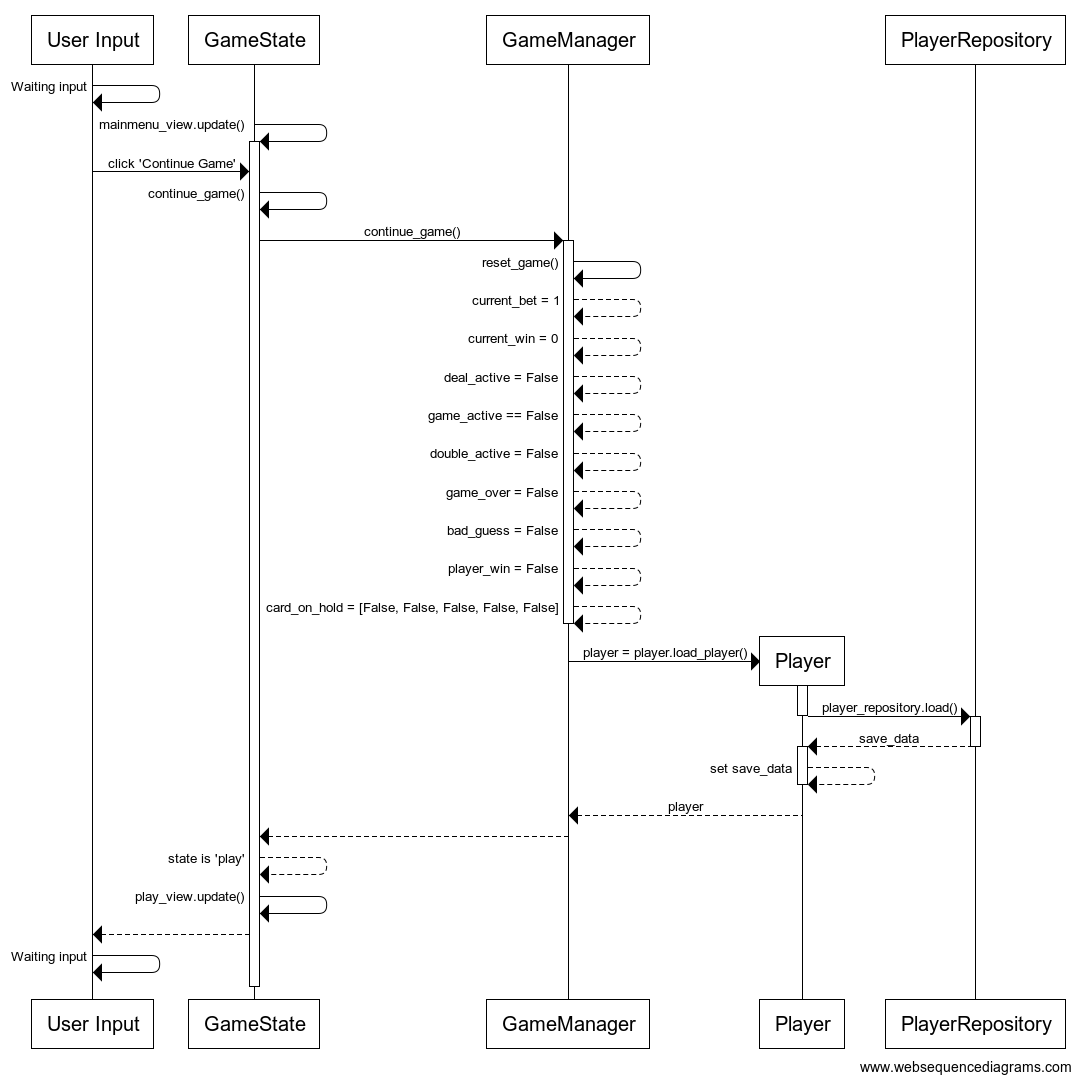 User Input
GameState
GameManager
PlayerRepository
Waiting input
mainmenu_view.update()
click 'Continue Game'
continue_game()
continue_game()
reset_game()
current_bet = 1
current_win = 0
deal_active = False
game_active == False
double_active = False
game_over = False
bad_guess = False
player_win = False
card_on_hold = [False, False, False, False, False]
player = player.load_player()
Player
player_repository.load()
save_data
set save_data
player
state is 'play'
play_view.update()
Waiting input
User Input
GameState
GameManager
Player
PlayerRepository
www.websequencediagrams.com